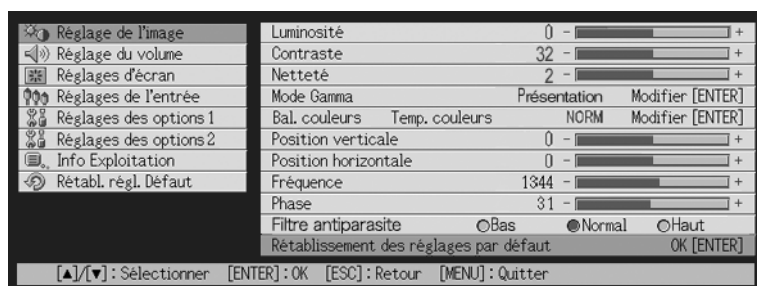 Réglage de l'image
Réglage du volume
Réglages d'écran
Réglages de l'entrée
Réglages des options 1
Réglages des options 2
Info Exploitation
Rétabl. régl. Défaut
Luminosité 0 - +
Contraste 32 - +
Netteté 2 - +
Mode Gamma Présentation Modifier [ENTER]
Bal. couleurs Temp. couleurs NORM Modifier [ENTER]
Position verticale 0 - +
Position horizontale 0 - +
Fréquence 1344 - +
Phase 31 - +
Filtre antiparasite Bas Normal Haut
Rétablissement des réglages par défaut OK [ENTER]
[▲]/[▼] : Sélectionner [ENTER] : OK [ESC] : Retour [MENU] : Quitter